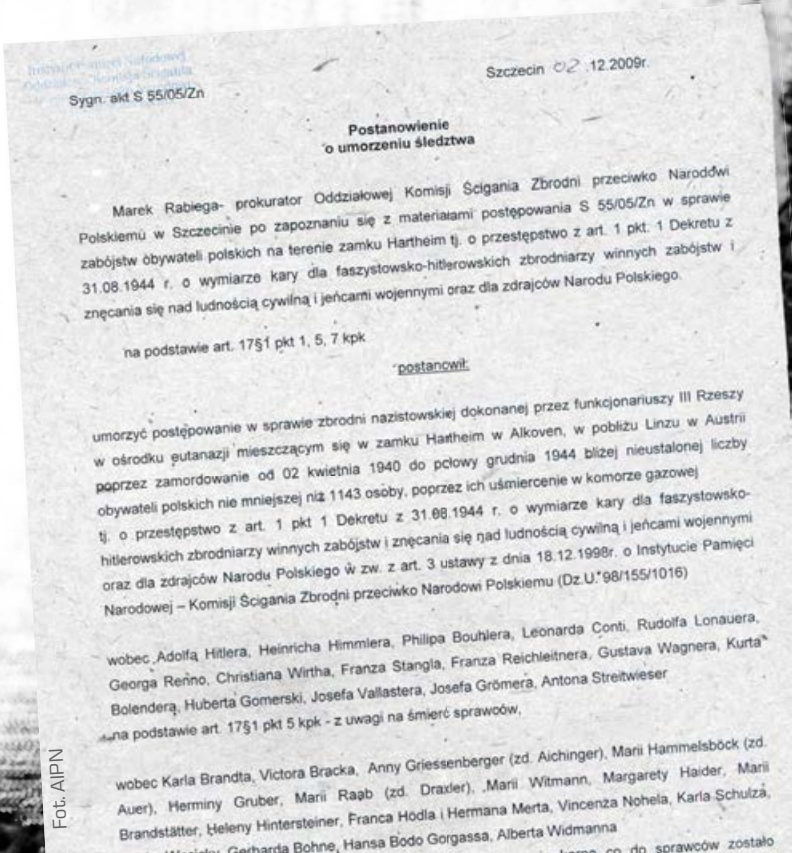 Szczecin 02 .12.2009r.
Sygn. akt S 55/05/Zn
Postanowienie
o umorzeniu śledztwa
Marek Rabiega- prokurator Oddziałowej Komisji Ścigania Zbrodni przeciwko Narodowi
Polskiemu w Szczecinie po zapoznaniu się z materiałami postępowania S 55/05/Zn w sprawie
zabójstw obywateli polskich na terenie zamku Hartheim tj. o przestępstwo z art. 1 pkt. 1 Dekretu z
31.08.1944 r. o wymiarze kary dla faszystowsko-hitlerowskich zbrodniarzy winnych zabójstw i
znęcania się nad ludnością cywilną i jeńcami wojennymi oraz dla zdrajców Narodu Polskiego.
na podstawie art. 17§1 pkt 1, 5, 7 kpk
postanowił:
umorzyć postępowanie w sprawie zbrodni nazistowskiej dokonanej przez funkcjonariuszy III Rzeszy
w ośrodku eutanazji mieszczącym się w zamku Hartheim w Alkoven, w pobliżu Linzu w Austrii
poprzez zamordowanie od 02 kwietnia 1940 do połowy grudnia 1944 bliżej nieustalonej liczby
obywateli polskich nie mniejszej niż 1143 osoby, poprzez ich uśmiercenie w komorze gazowej
tj. o przestępstwo z art. 1 pkt 1 Dekretu z 31.08.1944 r. o wymiarze kary dla faszystowsko-
hitlerowskich zbrodniarzy winnych zabójstw i znęcania się nad ludnością cywilną i jeńcami wojennymi
oraz dla zdrajców Narodu Polskiego w zw. z art. 3 ustawy z dnia 18.12.1998r. o Instytucie Pamięci
Narodowej – Komisji Ścigania Zbrodni przeciwko Narodowi Polskiemu (Dz.U.'98/155/1016)
wobec Adolfa Hitlera, Heinricha Himmlera, Philipa Bouhlera, Leonarda Conti, Rudolfa Lonauera,
Georga Renno, Christiana Wirtha, Franza Stangla, Franza Reichleitnera, Gustava Wagnera, Kurta
Bolendera, Huberta Gomerski, Josefa Vallastera, Josefa Grömera, Antona Streitwieser
na podstawie art. 17§1 pkt 5 kpk - z uwagi na śmierć sprawców,
wobec Karla Brandta, Victora Bracka, Anny Griessenberger (zd. Aichinger), Marii Hammelsböck (zd.
Auer), Herminy Gruber, Marii Raab (zd. Draxler), Marii Witmann, Margarety Haider, Marii
Brandstätter, Heleny Hintersteiner, Franca Hödla i Hermana Merta, Vincenza Nohela, Karla Schulza,
Gerharda Bohne, Hansa Bodo Gorgassa, Alberta Widmanna
co do sprawców zostało
Fot. AIPN